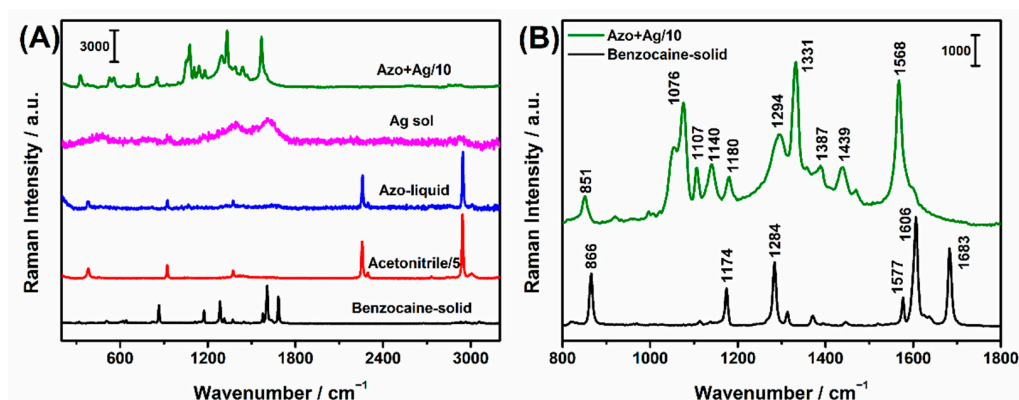 (A)
3000
Azo+Ag/10
Ag sol
Azo-liquid
Acetonitrile/5
Benzocaine-solid
Raman Intensity / a.u.
600 1200 1800 2400 3000
Wavenumber / cm⁻¹
(B)
Azo+Ag/10
Benzocaine-solid
1000
851
1076
1107
1140
1180
1294
1331
1387
1439
1568
866
1174
1284
1577
1606
1683
Raman Intensity / a.u.
800 1000 1200 1400 1600 1800
Wavenumber / cm⁻¹